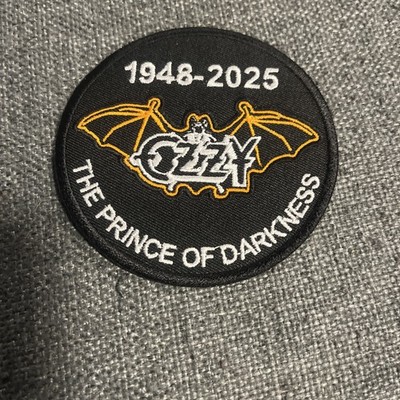 1948-2025
OZZY
THE PRINCE OF DARKNESS